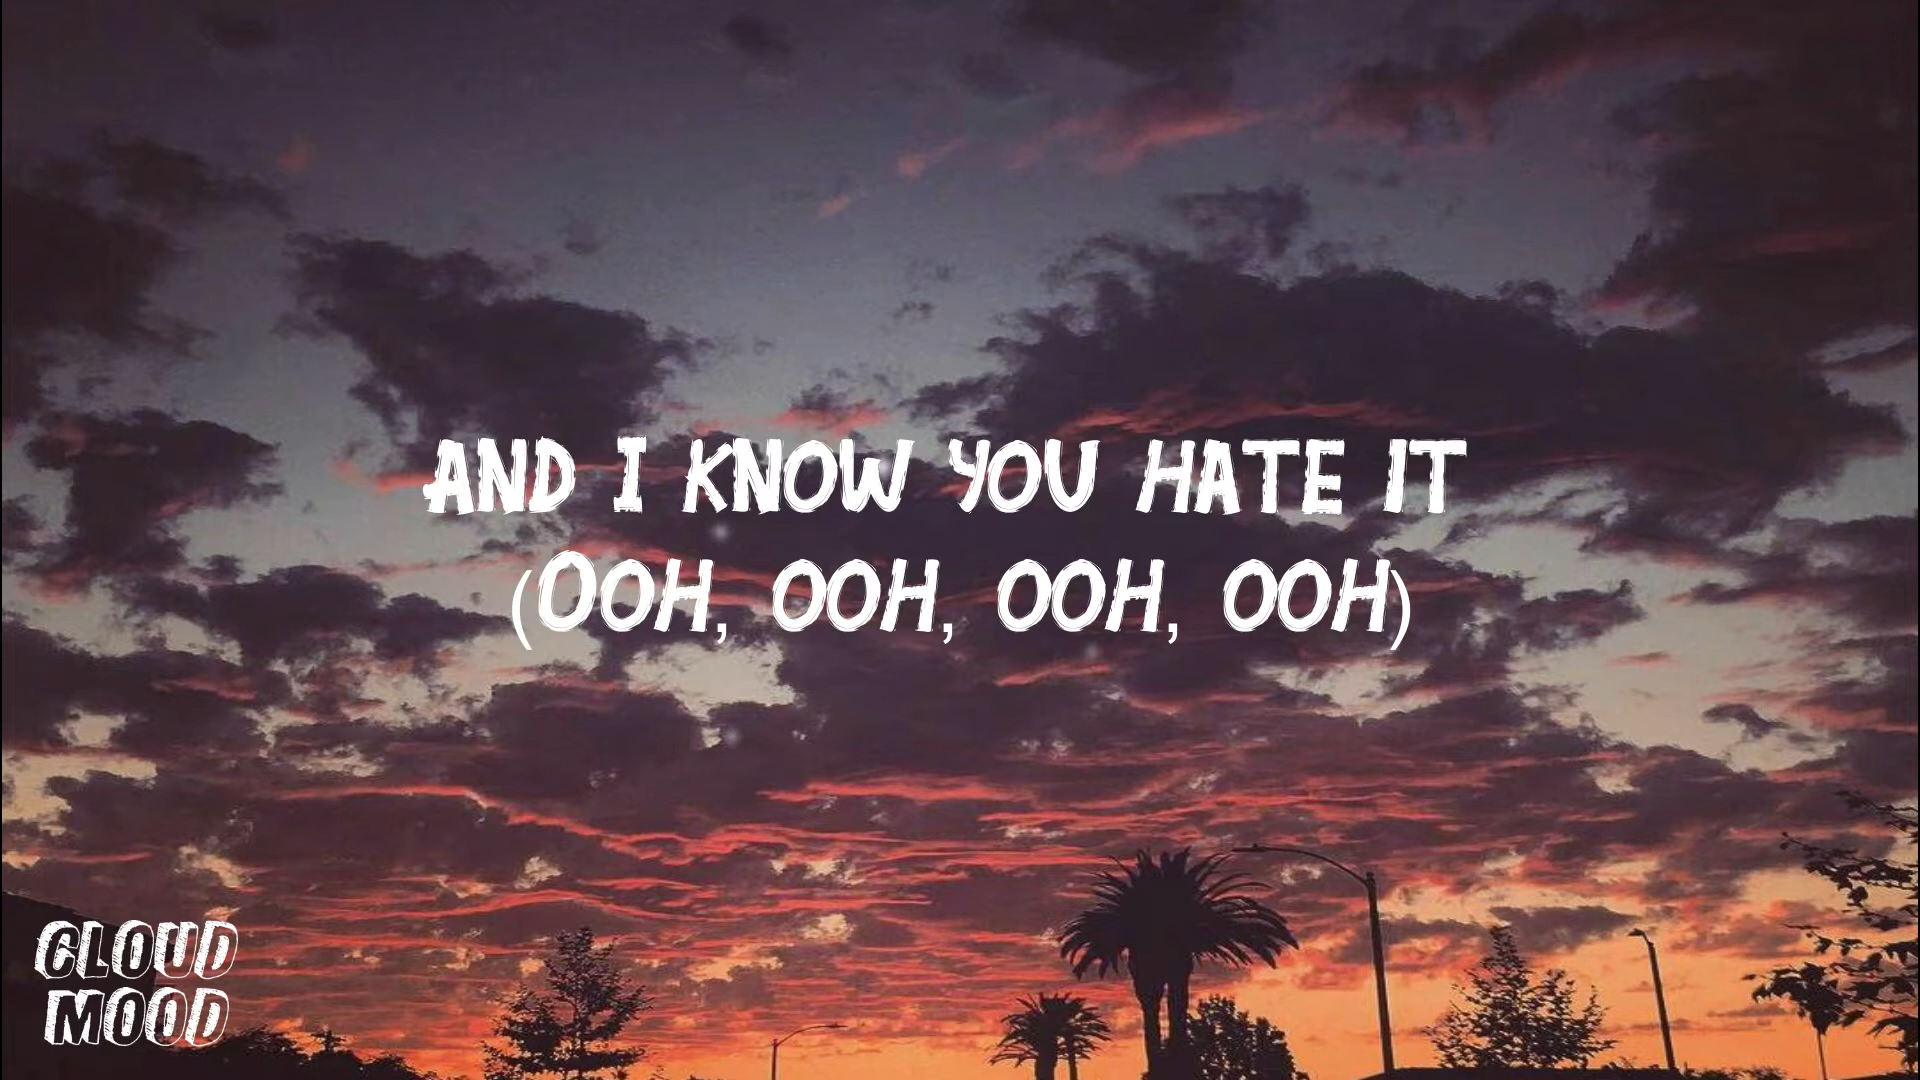 AND I KNOW YOU HATE IT
(OOH, OOH, OOH, OOH)
CLOUD
MOOD